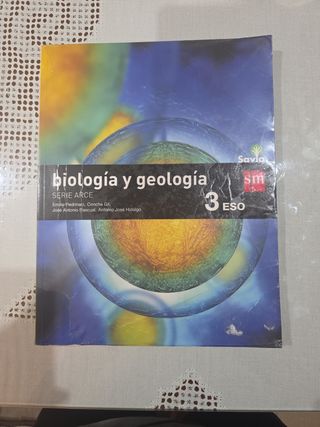 Savia
biología y geología
sm
SERIE ARCE
Emilio Pedrinaci, Concha Gil,
José Antonio Pascual, Antonio José Hidalgo
3 ESO